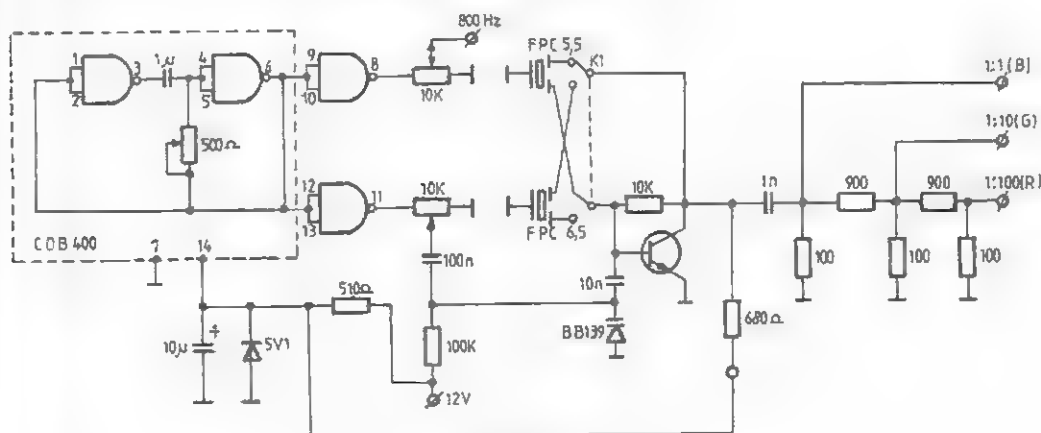 800 Hz
FPC 5,5
K1
1:1(B)
1:10(G)
1:100(R)
1
2
3
1µ
4
5
6
9
10
8
10K
500Ω
12
13
11
10K
FPC 6,5
10K
1n
900
900
100
100
100
CDB 400
7
14
100n
10n
510Ω
680Ω
10µ
+
5V1
100K
BB139
12V